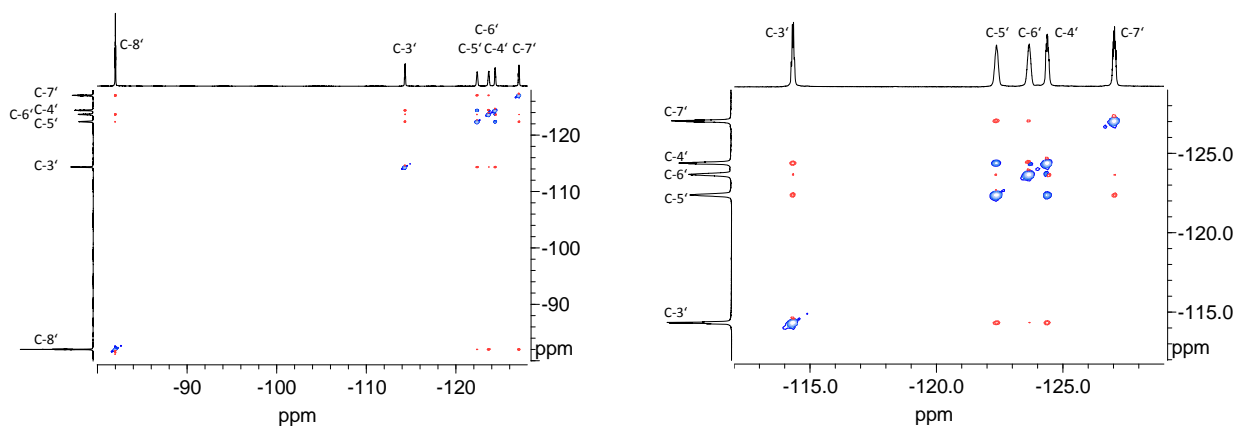 C-8‘
C-3‘
C-6‘
C-5‘ C-4‘ C-7‘
C-7‘
C-4‘
C-6‘
C-5‘
C-3‘
C-8‘
-120
-110
-100
-90
ppm
-90 -100 -110 -120
ppm
C-3‘ C-5‘ C-6‘ C-4‘ C-7‘
C-7‘
C-4‘
C-6‘
C-5‘
C-3‘
-125.0
-120.0
-115.0
ppm
-115.0 -120.0 -125.0
ppm